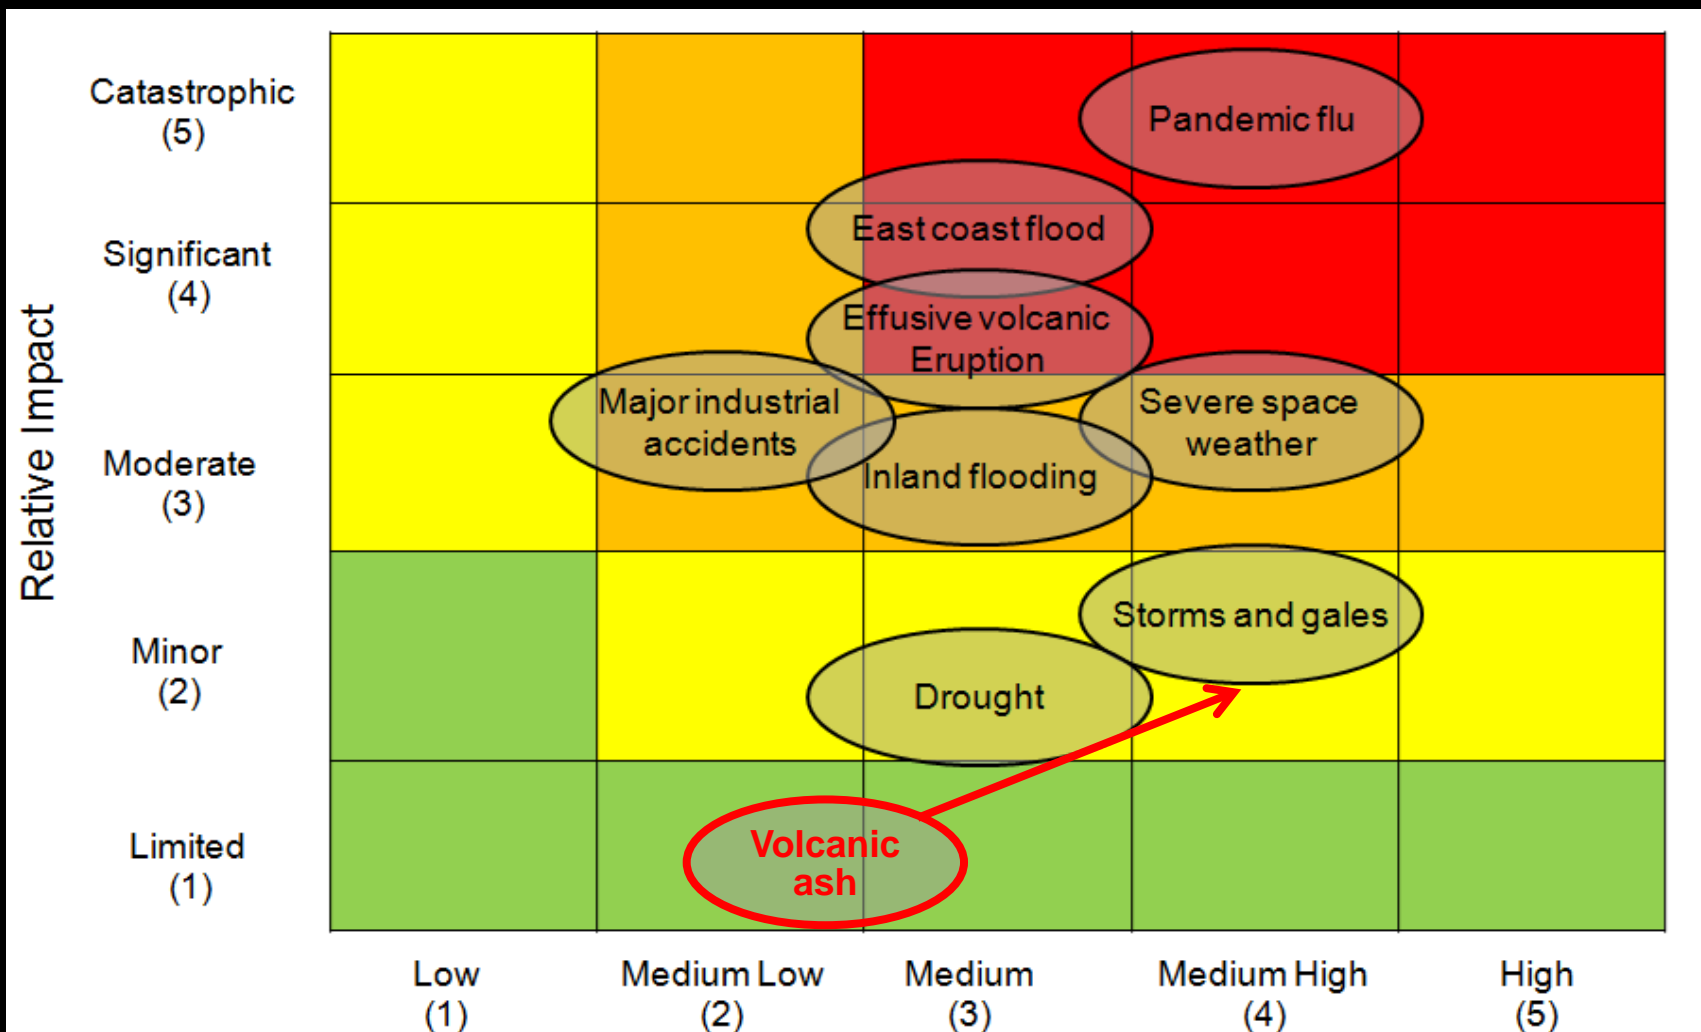 Relative Impact
Catastrophic
(5)
Significant
(4)
Moderate
(3)
Minor
(2)
Limited
(1)
Pandemic flu
East coast flood
Effusive volcanic
Eruption
Major industrial
accidents
Severe space
weather
Inland flooding
Storms and gales
Drought
Volcanic
ash
Low
(1)
Medium Low
(2)
Medium
(3)
Medium High
(4)
High
(5)